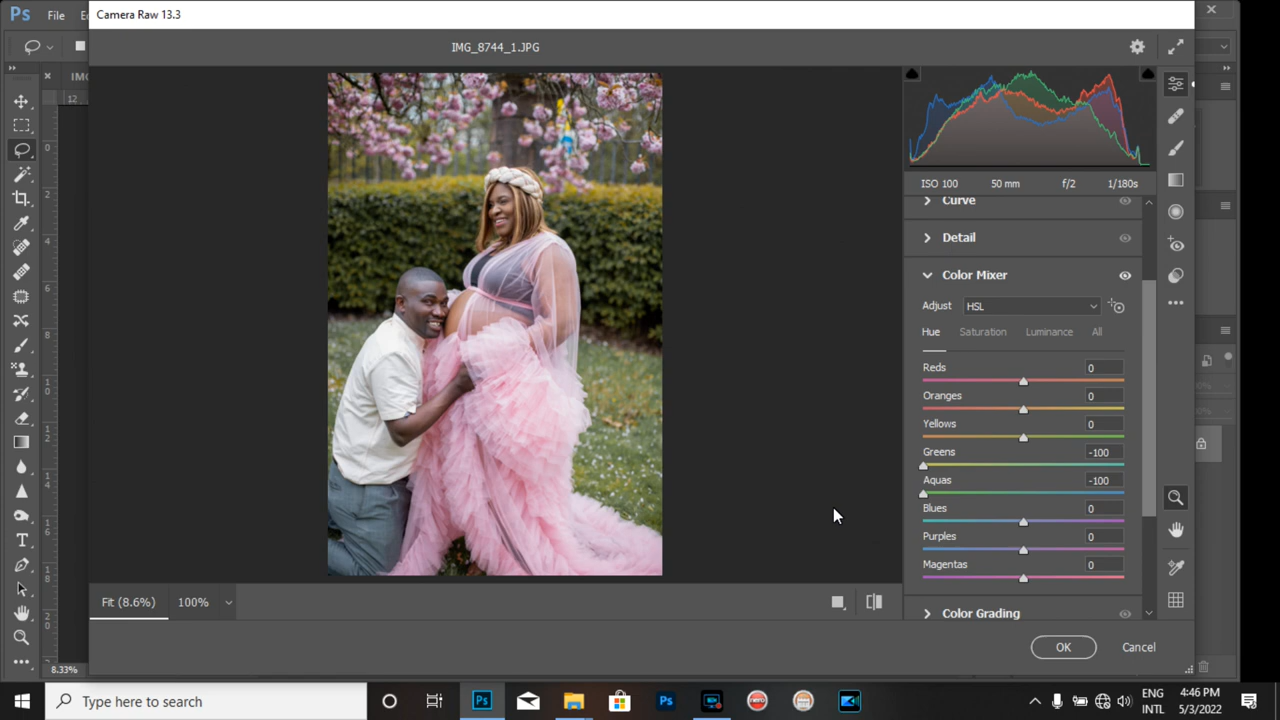 Camera Raw 13.3
Ps File
IMG_8744_1.JPG
12
ISO 100 50 mm f/2 1/180s
Curve
Detail
Color Mixer
Adjust HSL
Hue Saturation Luminance All
Reds 0
Oranges 0
Yellows 0
Greens -100
Aquas -100
Blues 0
Purples 0
Magentas 0
Color Grading
Fit (8.6%) 100%
OK Cancel
8.33%
Type here to search
ENG
INTL
4:46 PM
5/3/2022